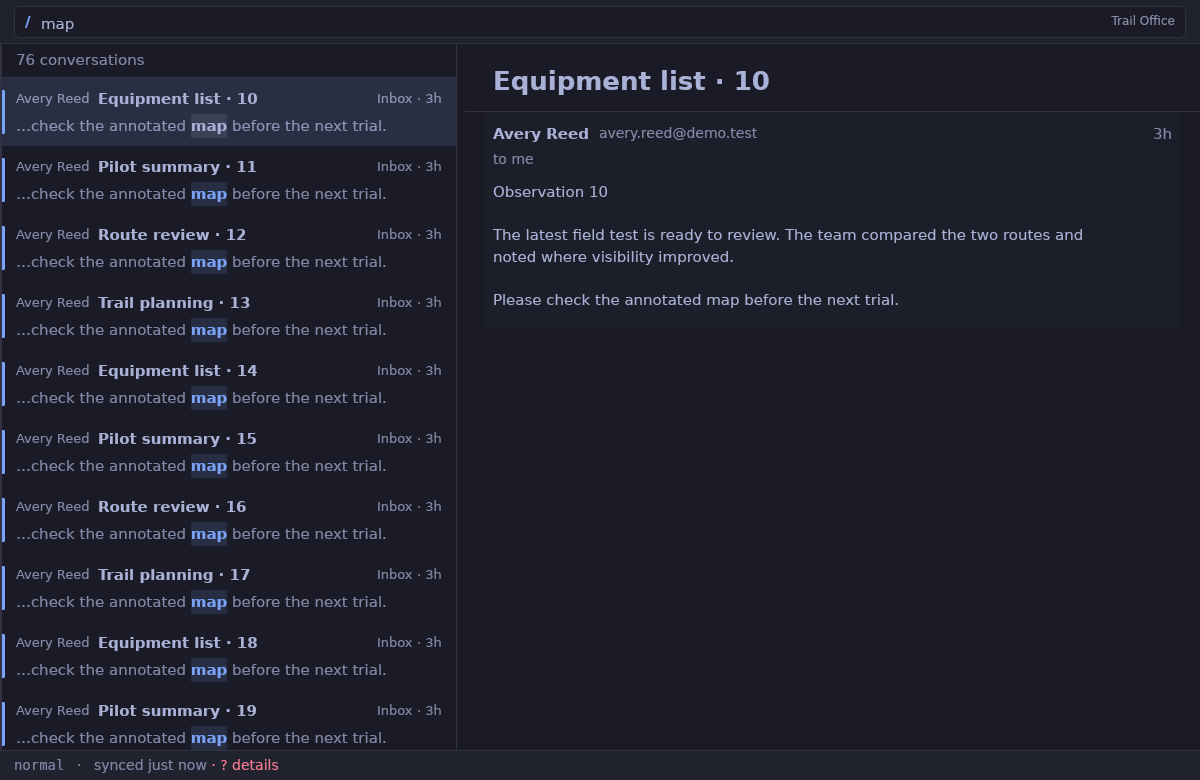 / map Trail Office
76 conversations
Avery Reed Equipment list · 10 Inbox · 3h
...check the annotated map before the next trial.
Avery Reed Pilot summary · 11 Inbox · 3h
...check the annotated map before the next trial.
Avery Reed Route review · 12 Inbox · 3h
...check the annotated map before the next trial.
Avery Reed Trail planning · 13 Inbox · 3h
...check the annotated map before the next trial.
Avery Reed Equipment list · 14 Inbox · 3h
...check the annotated map before the next trial.
Avery Reed Pilot summary · 15 Inbox · 3h
...check the annotated map before the next trial.
Avery Reed Route review · 16 Inbox · 3h
...check the annotated map before the next trial.
Avery Reed Trail planning · 17 Inbox · 3h
...check the annotated map before the next trial.
Avery Reed Equipment list · 18 Inbox · 3h
...check the annotated map before the next trial.
Avery Reed Pilot summary · 19 Inbox · 3h
...check the annotated map before the next trial.
Equipment list · 10
Avery Reed avery.reed@demo.test 3h
to me
Observation 10
The latest field test is ready to review. The team compared the two routes and
noted where visibility improved.
Please check the annotated map before the next trial.
normal · synced just now · ? details